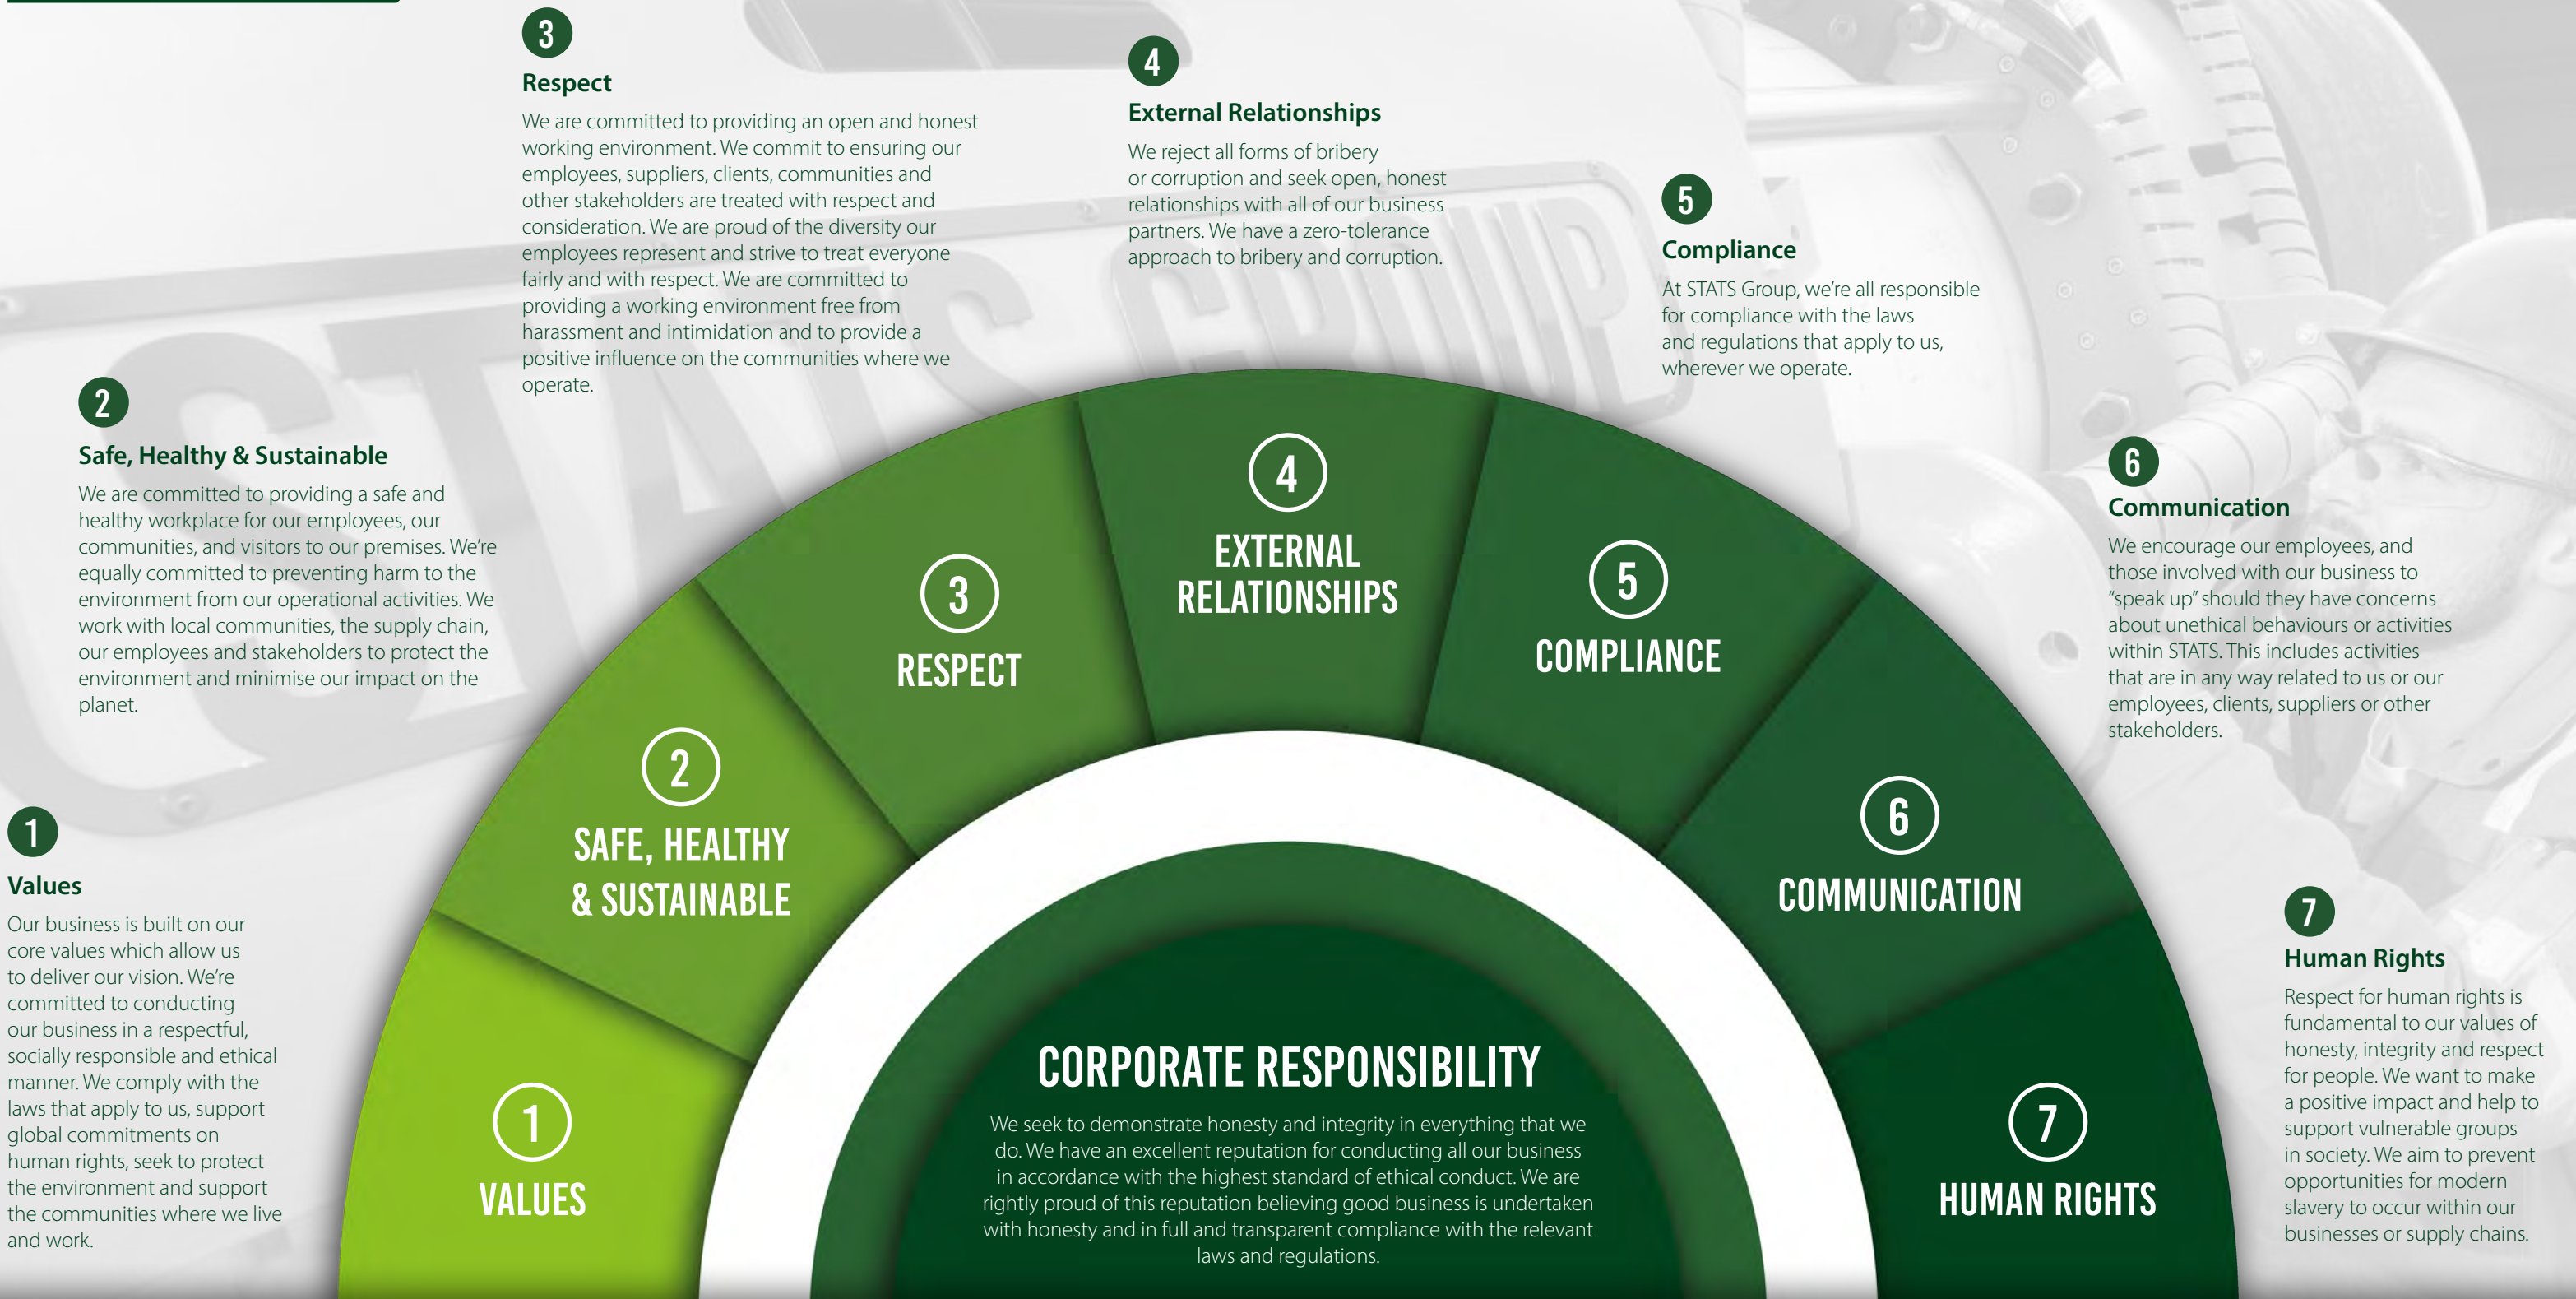 3
Respect
We are committed to providing an open and honest
working environment. We commit to ensuring our
employees, suppliers, clients, communities and
other stakeholders are treated with respect and
consideration. We are proud of the diversity our
employees represent and strive to treat everyone
fairly and with respect. We are committed to
providing a working environment free from
harassment and intimidation and to provide a
positive influence on the communities where we
operate.
4
External Relationships
We reject all forms of bribery
or corruption and seek open, honest
relationships with all of our business
partners. We have a zero-tolerance
approach to bribery and corruption.
5
Compliance
At STATS Group, we’re all responsible
for compliance with the laws
and regulations that apply to us,
wherever we operate.
2
Safe, Healthy & Sustainable
We are committed to providing a safe and
healthy workplace for our employees, our
communities, and visitors to our premises. We’re
equally committed to preventing harm to the
environment from our operational activities. We
work with local communities, the supply chain,
our employees and stakeholders to protect the
environment and minimise our impact on the
planet.
6
Communication
We encourage our employees, and
those involved with our business to
“speak up” should they have concerns
about unethical behaviours or activities
within STATS. This includes activities
that are in any way related to us or our
employees, clients, suppliers or other
stakeholders.
1
Values
Our business is built on our
core values which allow us
to deliver our vision. We’re
committed to conducting
our business in a respectful,
socially responsible and ethical
manner. We comply with the
laws that apply to us, support
global commitments on
human rights, seek to protect
the environment and support
the communities where we live
and work.
7
Human Rights
Respect for human rights is
fundamental to our values of
honesty, integrity and respect
for people. We want to make
a positive impact and help to
support vulnerable groups
in society. We aim to prevent
opportunities for modern
slavery to occur within our
businesses or supply chains.
STATS GROUP
1
VALUES
2
SAFE, HEALTHY
& SUSTAINABLE
3
RESPECT
4
EXTERNAL
RELATIONSHIPS
5
COMPLIANCE
6
COMMUNICATION
7
HUMAN RIGHTS
CORPORATE RESPONSIBILITY
We seek to demonstrate honesty and integrity in everything that we
do. We have an excellent reputation for conducting all our business
in accordance with the highest standard of ethical conduct. We are
rightly proud of this reputation believing good business is undertaken
with honesty and in full and transparent compliance with the relevant
laws and regulations.